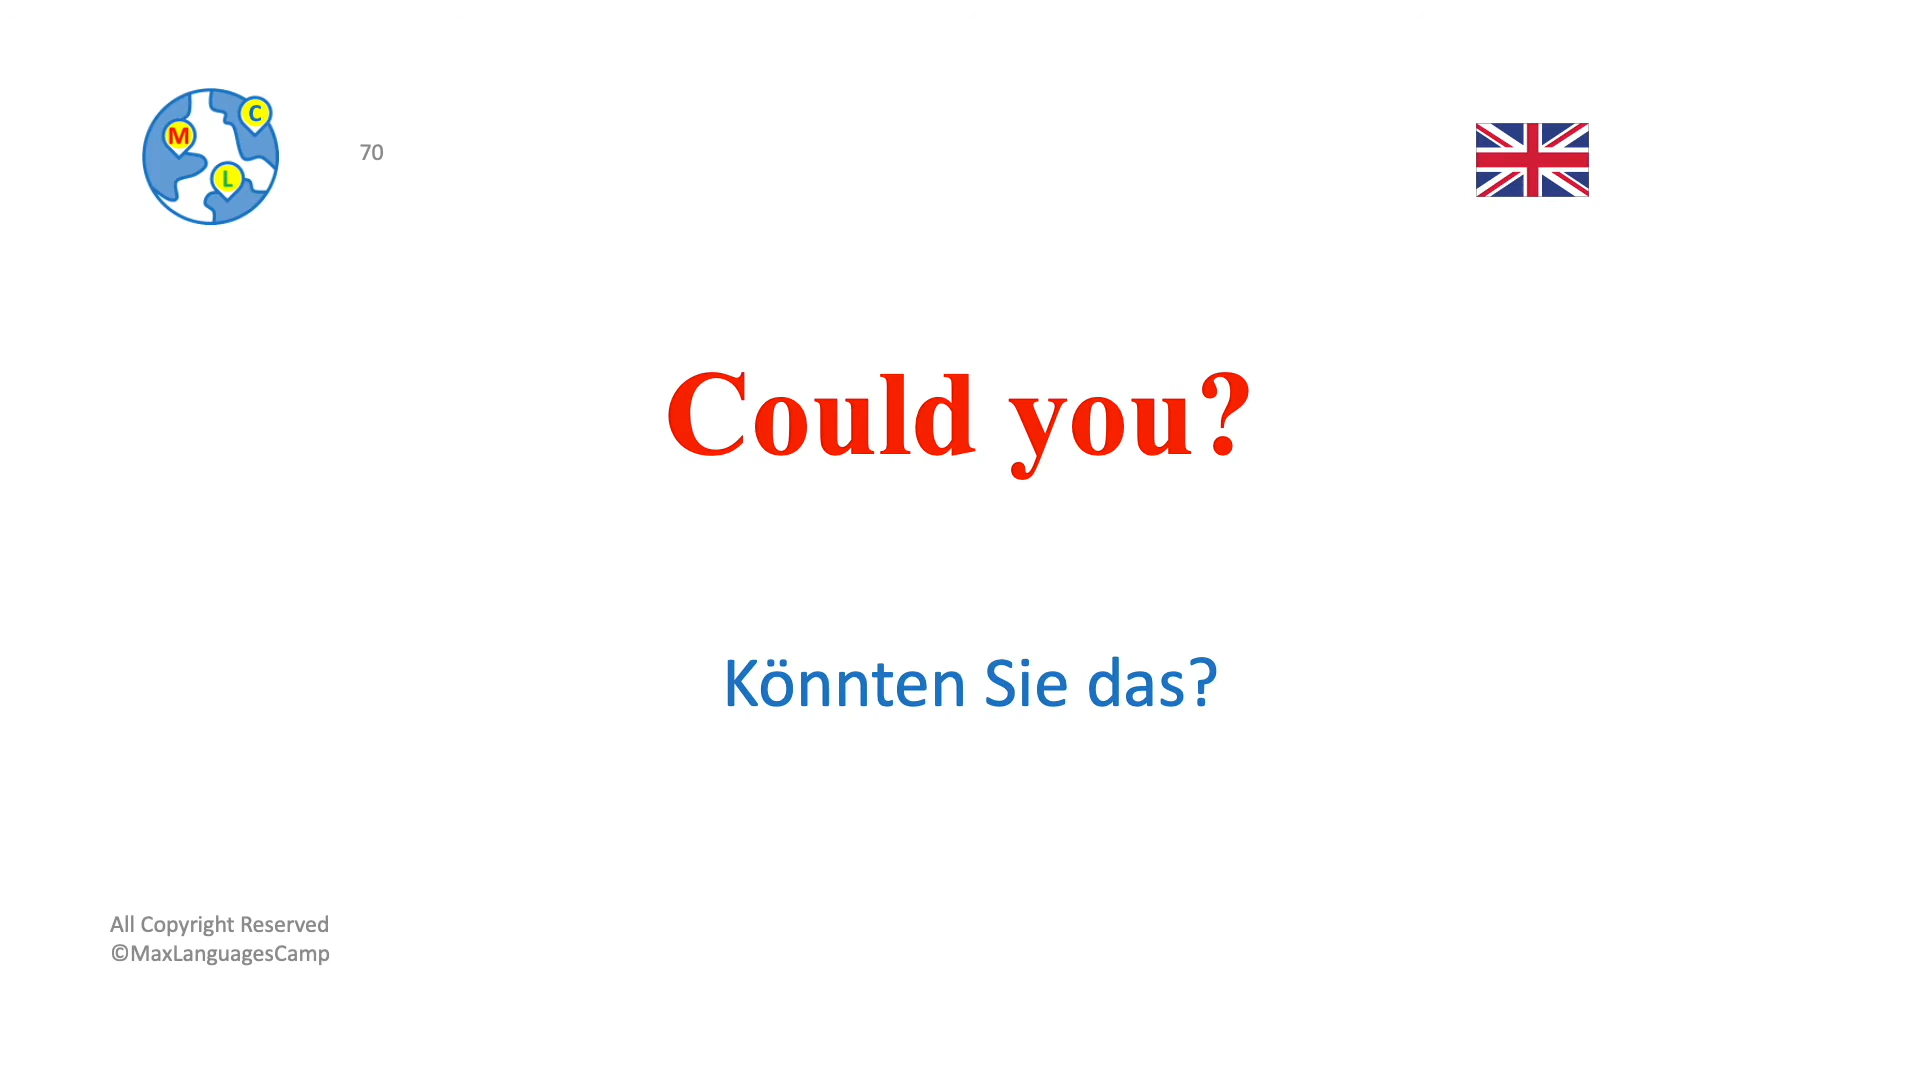 C
M
L
70
Could you?
Könnten Sie das?
All Copyright Reserved
©MaxLanguagesCamp